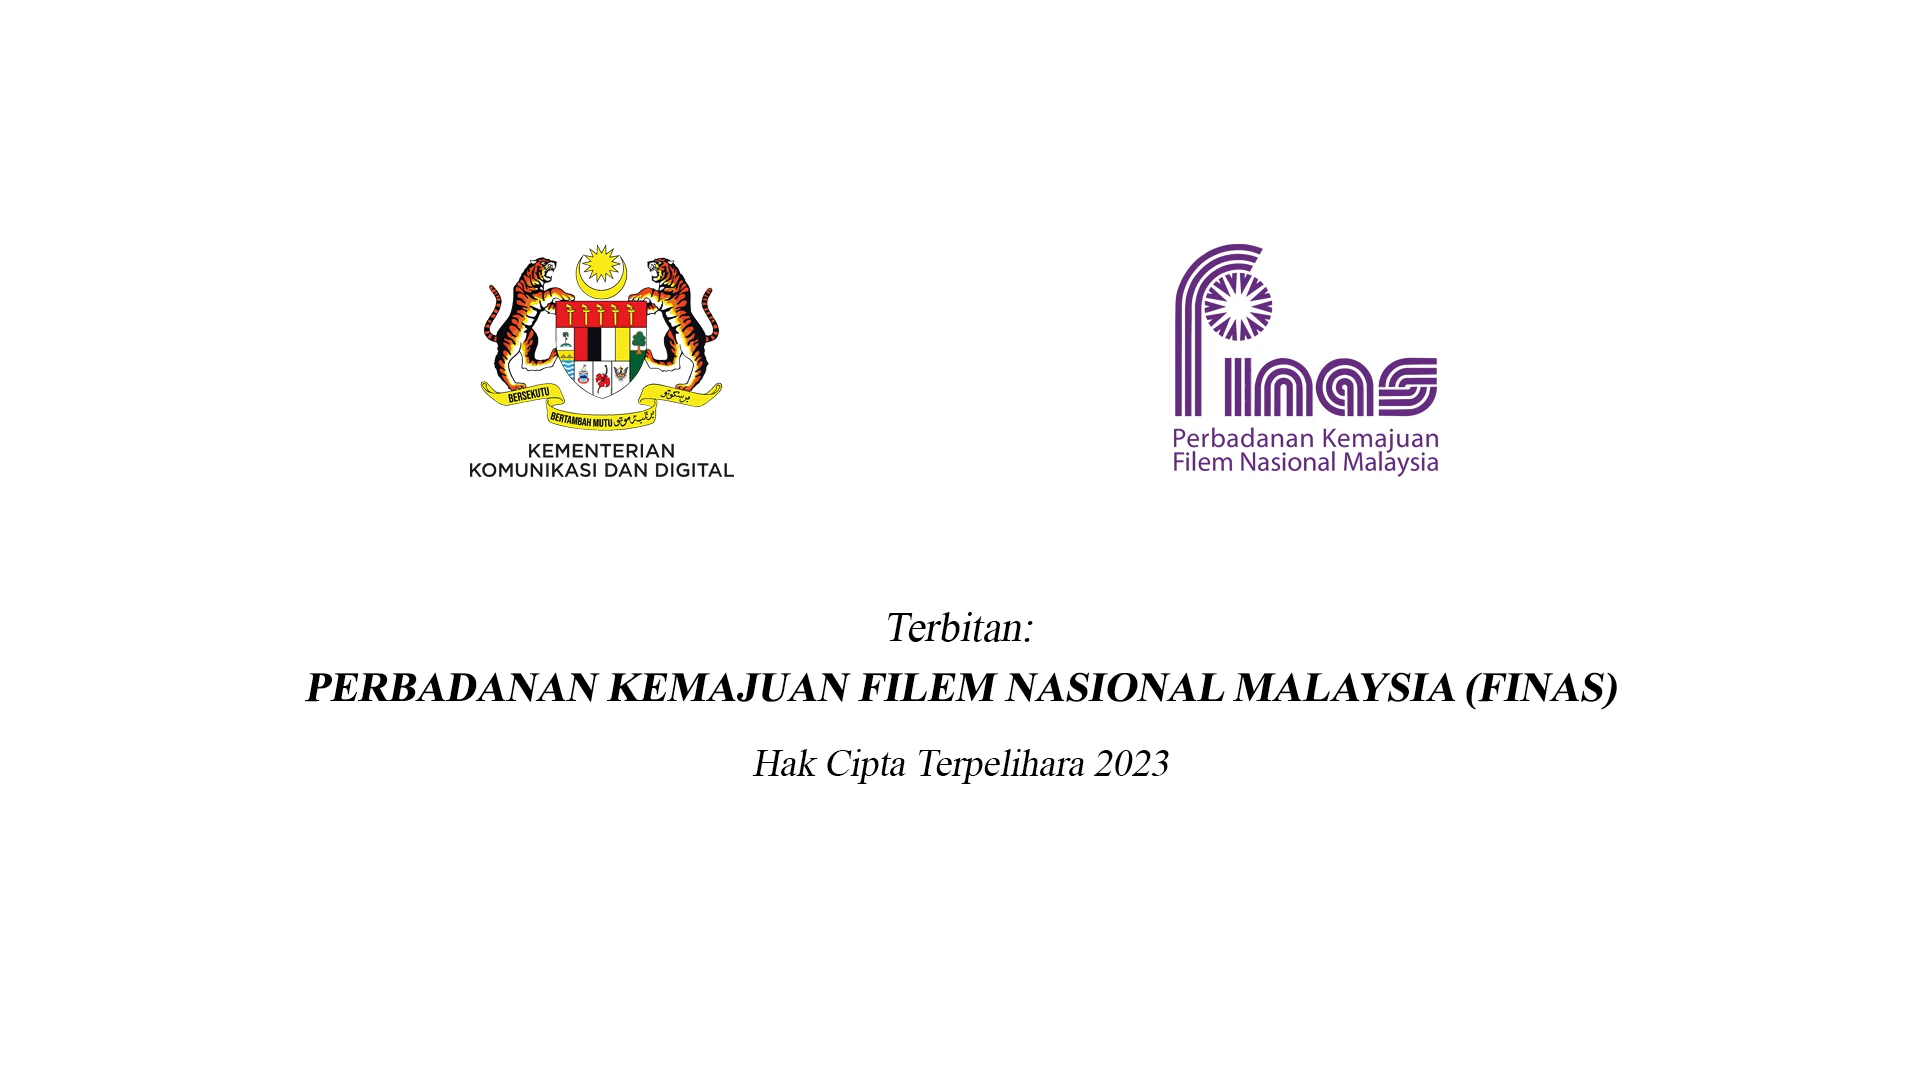 BERSEKUTU
BERTAMBAH MUTU
KEMENTERIAN
KOMUNIKASI DAN DIGITAL
Finas
Perbadanan Kemajuan
Filem Nasional Malaysia
Terbitan:
PERBADANAN KEMAJUAN FILEM NASIONAL MALAYSIA (FINAS)
Hak Cipta Terpelihara 2023